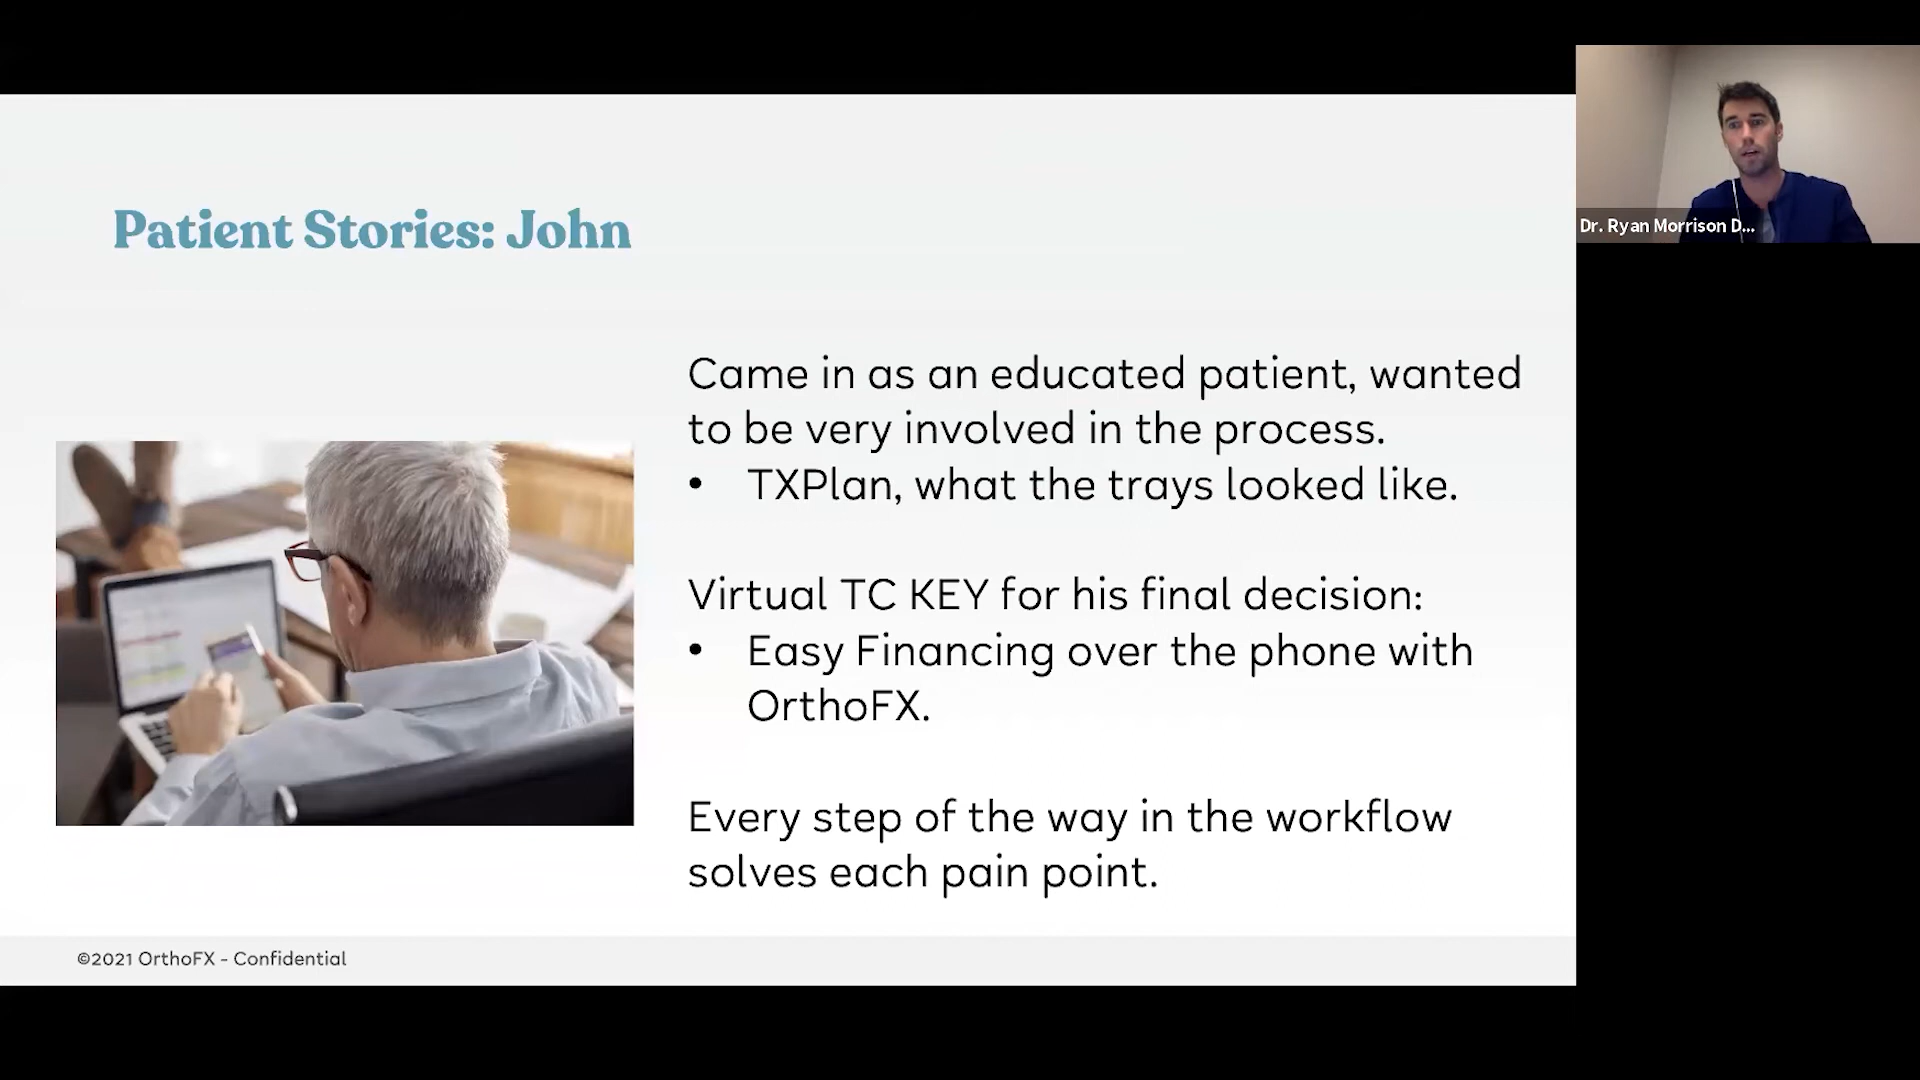 Patient Stories: John
Came in as an educated patient, wanted
to be very involved in the process.
• TXPlan, what the trays looked like.
Virtual TC KEY for his final decision:
• Easy Financing over the phone with
OrthoFX.
Every step of the way in the workflow
solves each pain point.
©2021 OrthoFX - Confidential
Dr. Ryan Morrison D...